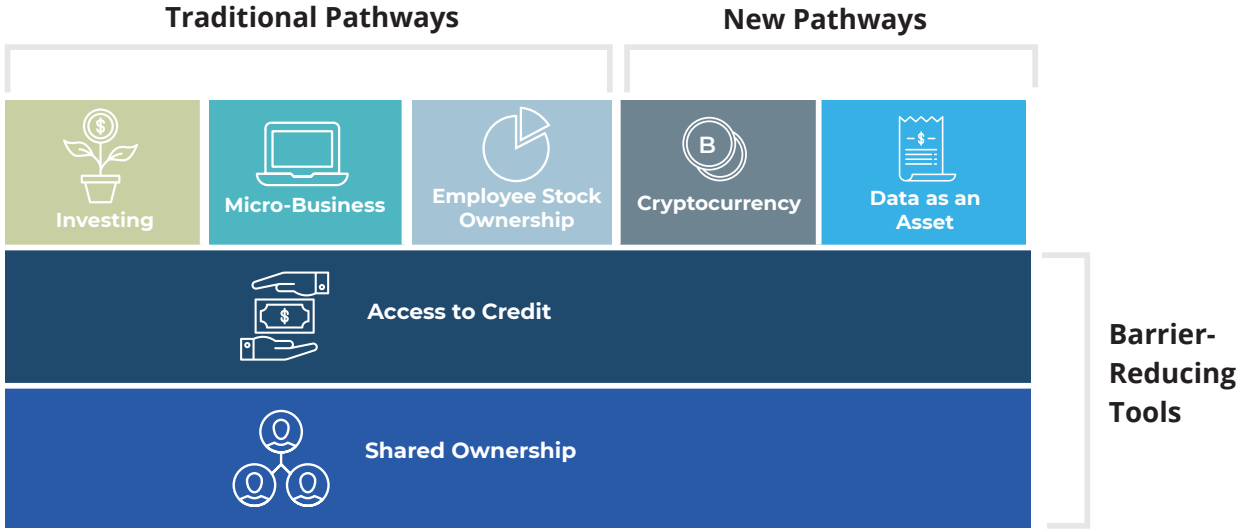 Traditional Pathways
New Pathways
$
B
-$-
Investing
Micro-Business
Employee Stock
Ownership
Cryptocurrency
Data as an
Asset
$
Access to Credit
Shared Ownership
Barrier-
Reducing
Tools